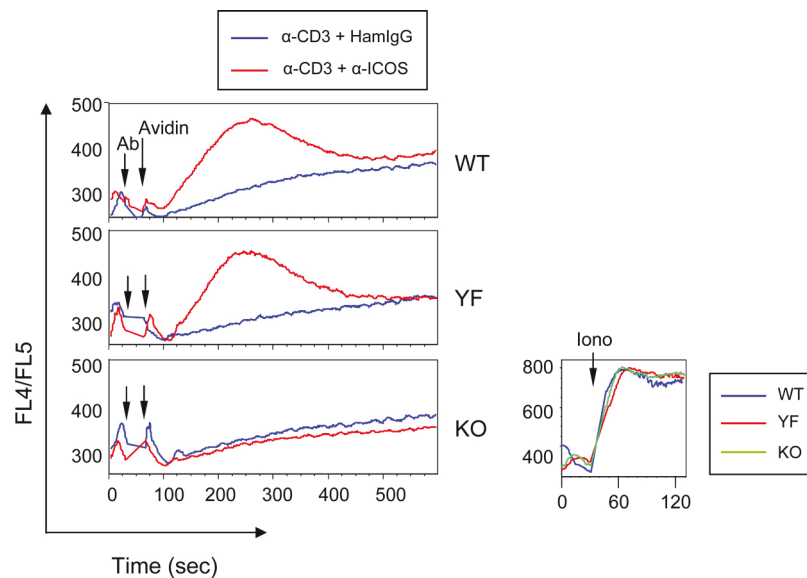 α-CD3 + HamIgG
α-CD3 + α-ICOS
500
400
300
Ab
Avidin
WT
500
400
300
YF
500
400
300
KO
0 100 200 300 400 500
FL4/FL5
Time (sec)
Iono
800
600
400
0 60 120
WT
YF
KO